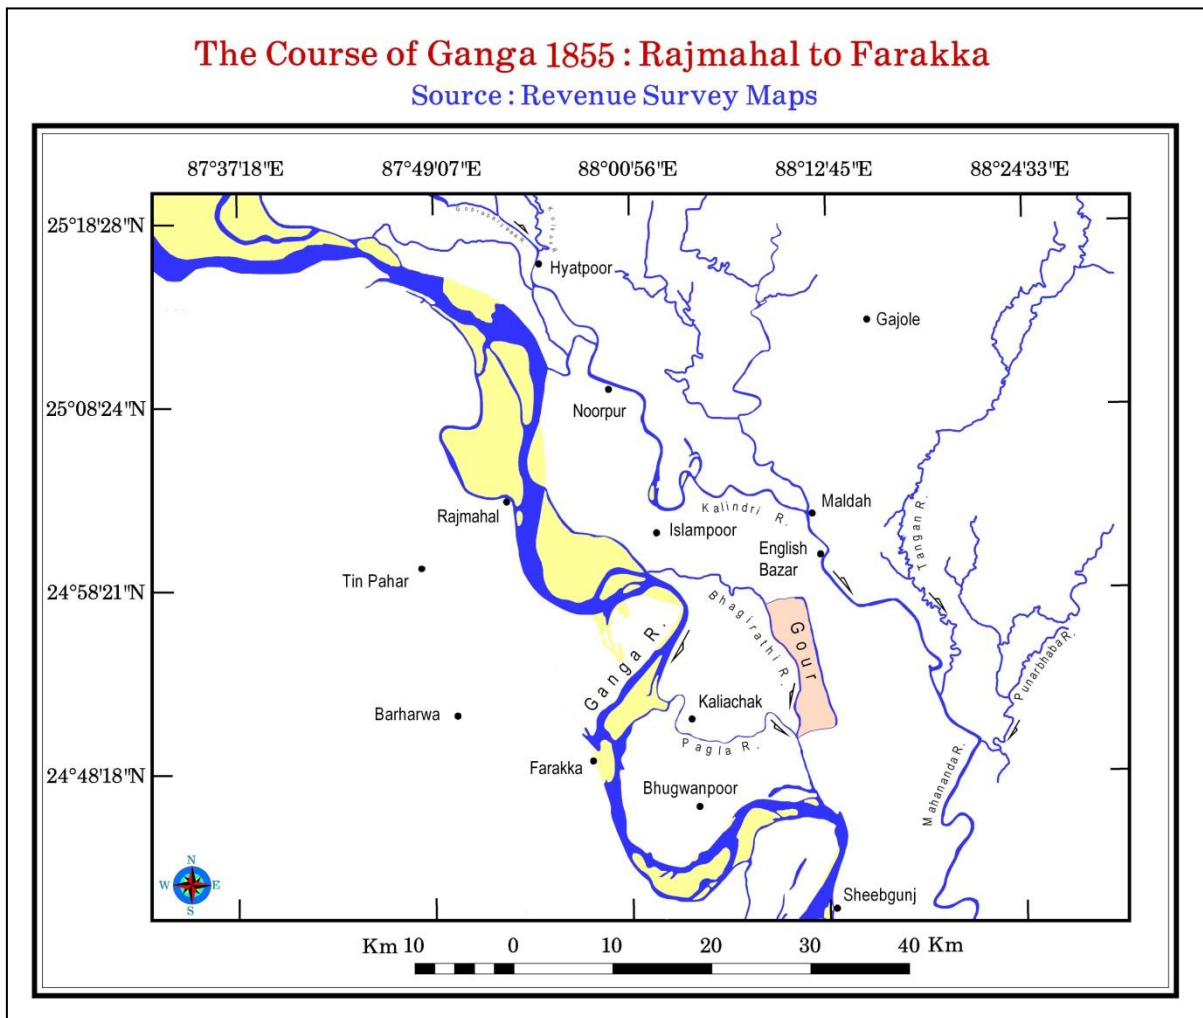 The Course of Ganga 1855 : Rajmahal to Farakka
Source : Revenue Survey Maps
87°37'18"E 87°49'07"E 88°00'56"E 88°12'45"E 88°24'33"E
25°18'28"N
Hyatpoor
Gajole
25°08'24"N
Noorpur
Rajmahal
Kalindri R.
Maldah
Islampoor
English
Bazar
Tangan R.
Tin Pahar
24°58'21"N
Bhagirathi R.
Gour
Ganga R.
Punarbhaba R.
Barharwa
Kaliachak
Pagla R.
Farakka
24°48'18"N
Bhugwanpoor
Mahananda R.
N
W E
S
Sheebgunj
Km 10 0 10 20 30 40 Km